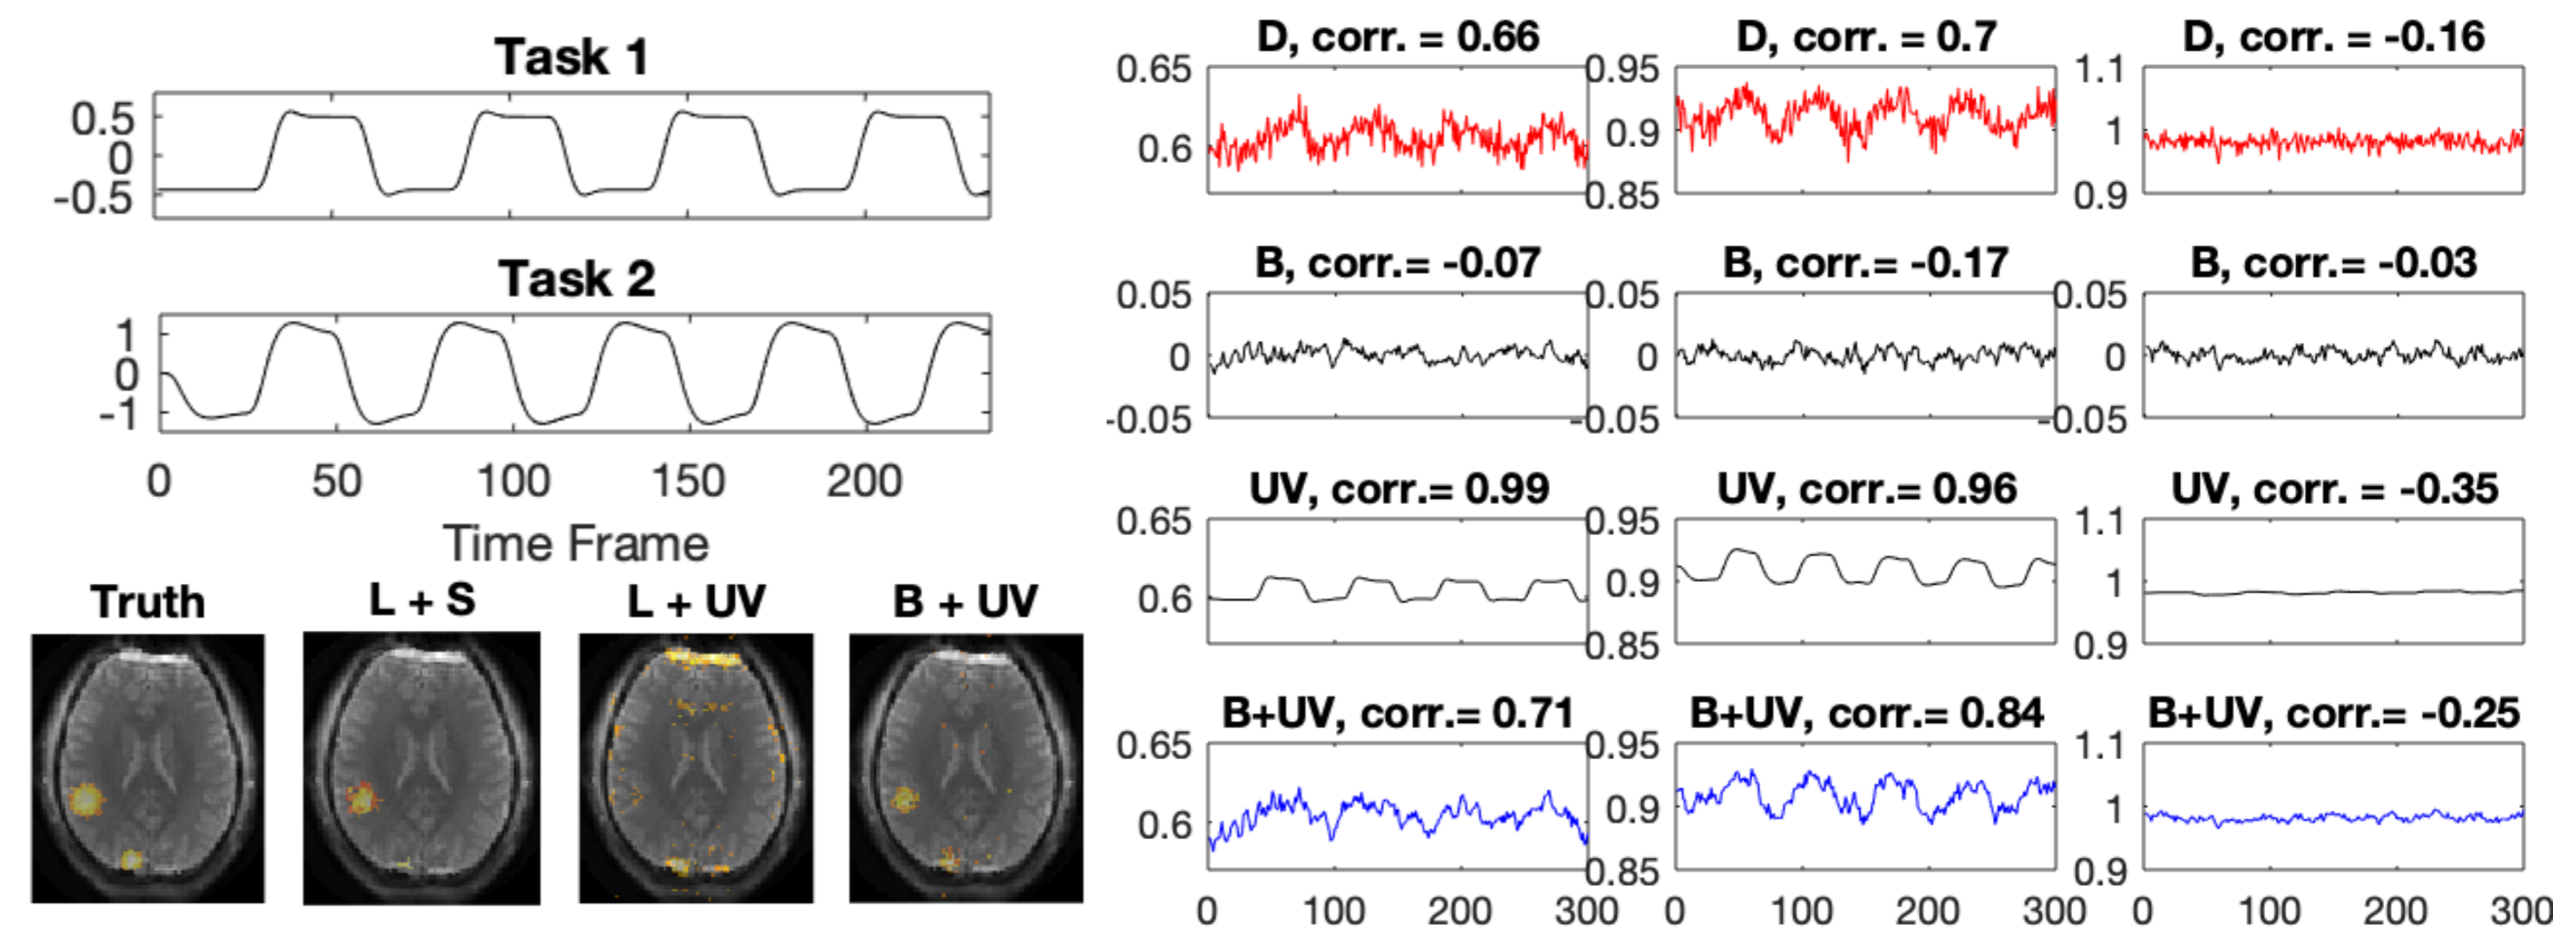 Task 1
0.5
0
-0.5
Task 2
1
0
-1
0 50 100 150 200
Time Frame
Truth L + S L + UV B + UV
D, corr. = 0.66 D, corr. = 0.7 D, corr. = -0.16
0.65 0.95 1.1
0.6 0.9 1
0.85 0.9
B, corr.= -0.07 B, corr.= -0.17 B, corr.= -0.03
0.05 0.05 0.05
0 0 0
-0.05 -0.05 -0.05
UV, corr.= 0.99 UV, corr.= 0.96 UV, corr. = -0.35
0.65 0.95 1.1
0.6 0.9 1
0.85 0.9
B+UV, corr.= 0.71 B+UV, corr.= 0.84 B+UV, corr.= -0.25
0.65 0.95 1.1
0.6 0.9 1
0.85 0.9
0 100 200 300 0 100 200 300 0 100 200 300